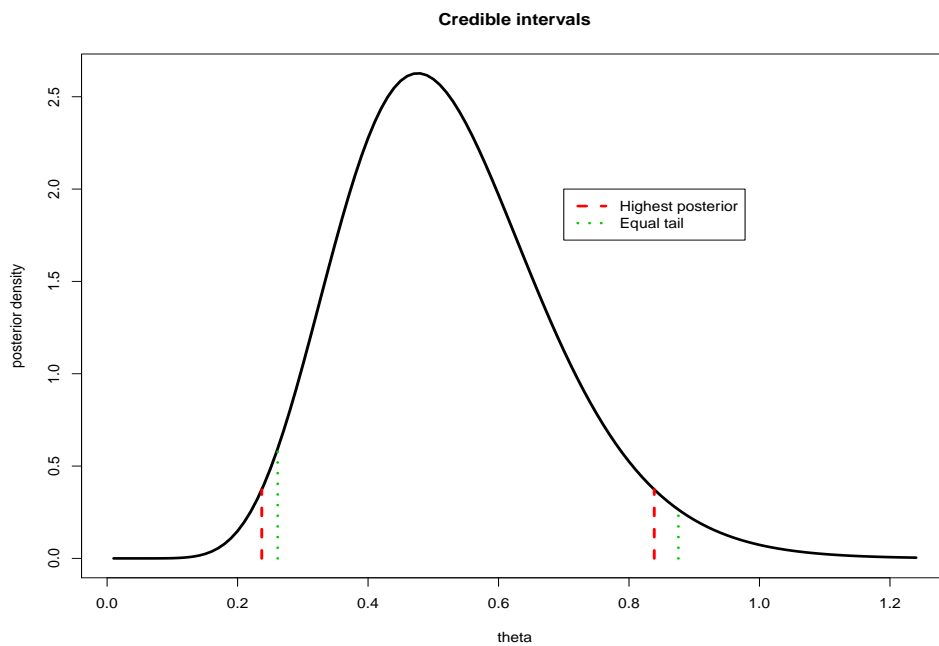 Credible intervals
posterior density
2.5
2.0
1.5
1.0
0.5
0.0
Highest posterior
Equal tail
0.0 0.2 0.4 0.6 0.8 1.0 1.2
theta